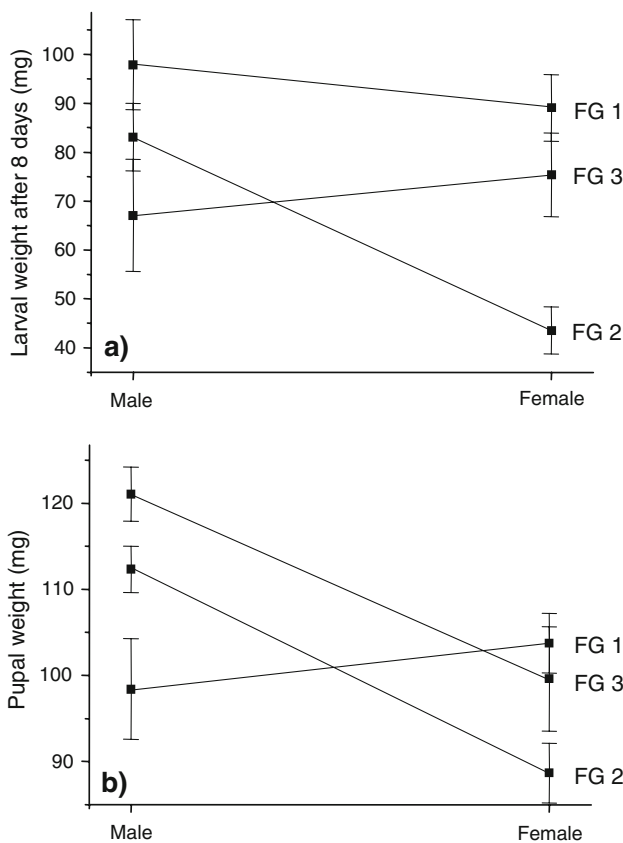 Larval weight after 8 days (mg)
100
90
80
70
60
50
40
FG 1
FG 3
FG 2
a)
Male
Female
Pupal weight (mg)
120
110
100
90
FG 1
FG 3
FG 2
b)
Male
Female